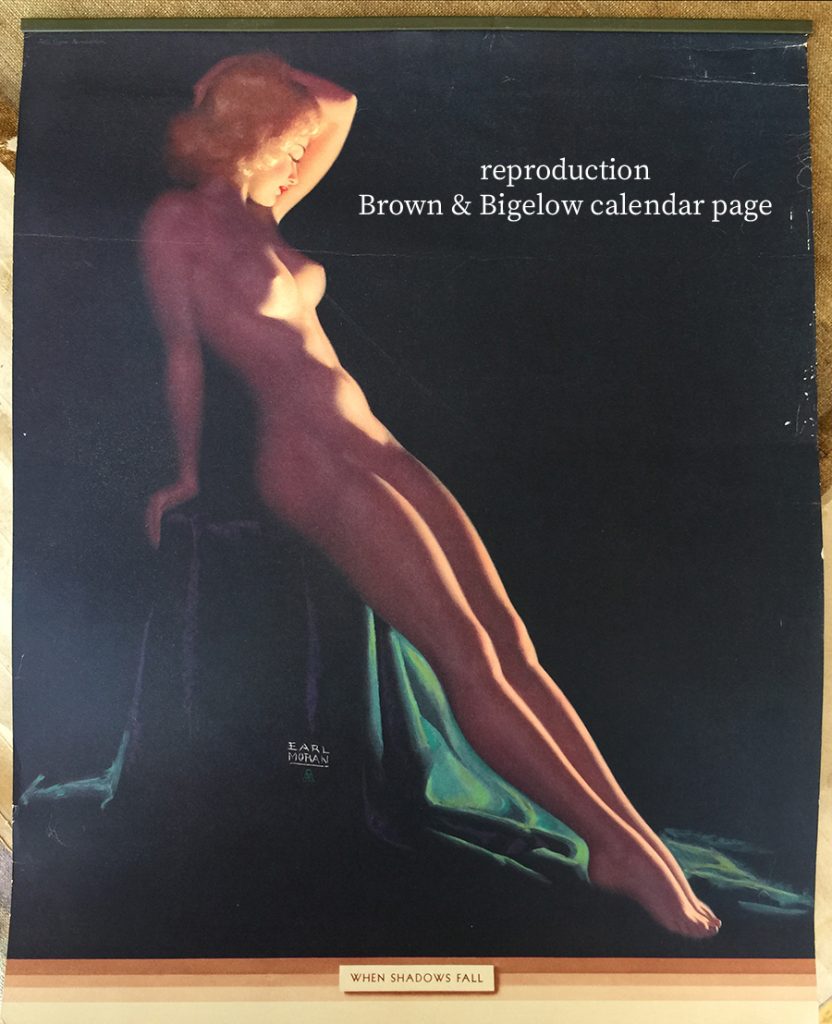 reproduction
Brown & Bigelow calendar page
EARL
MORAN
WHEN SHADOWS FALL